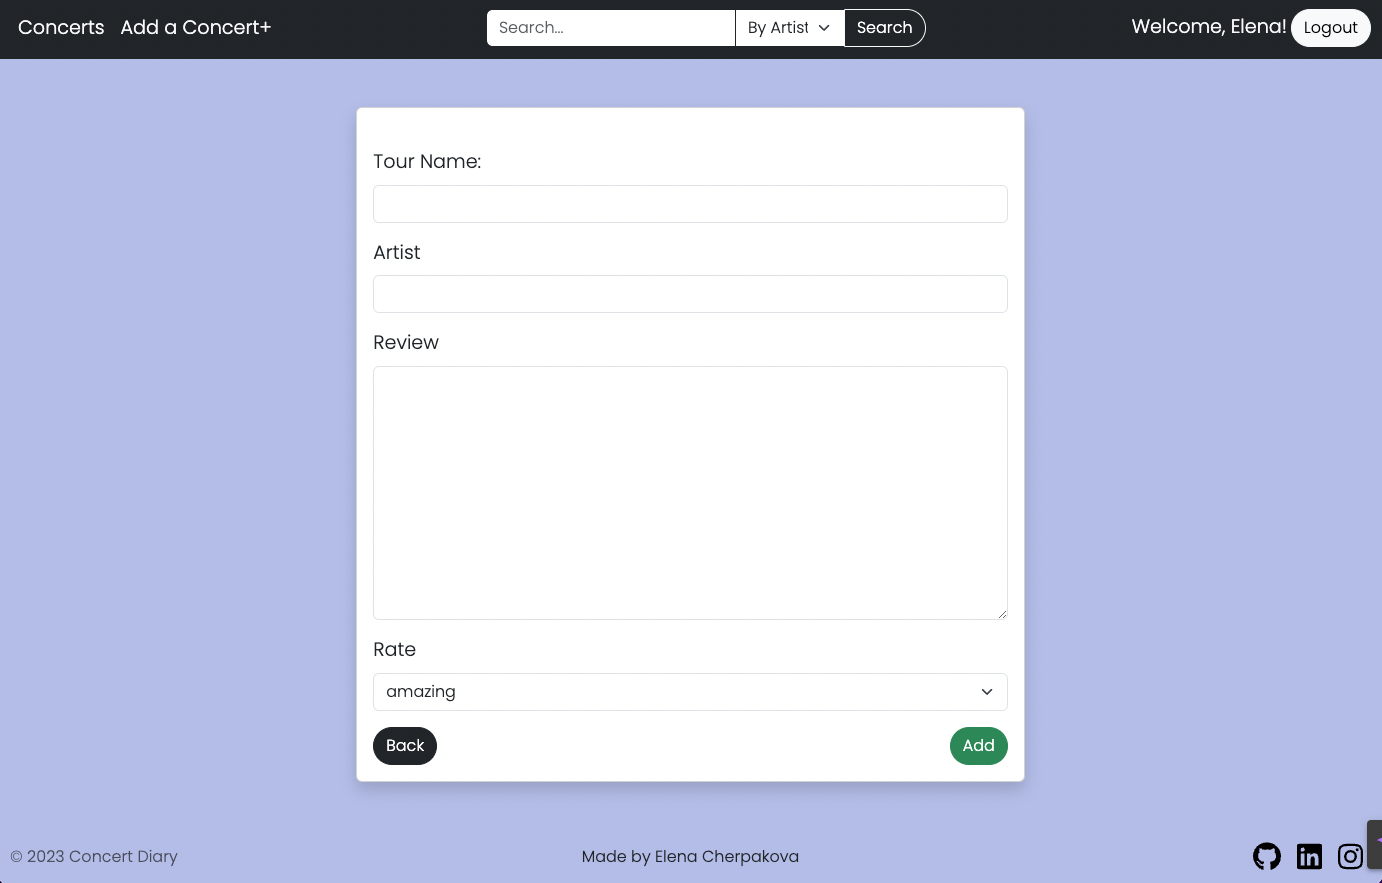 Concerts Add a Concert+ Search... By Artist Search Welcome, Elena! Logout
Tour Name:
Artist
Review
Rate
amazing
Back Add
© 2023 Concert Diary Made by Elena Cherpakova